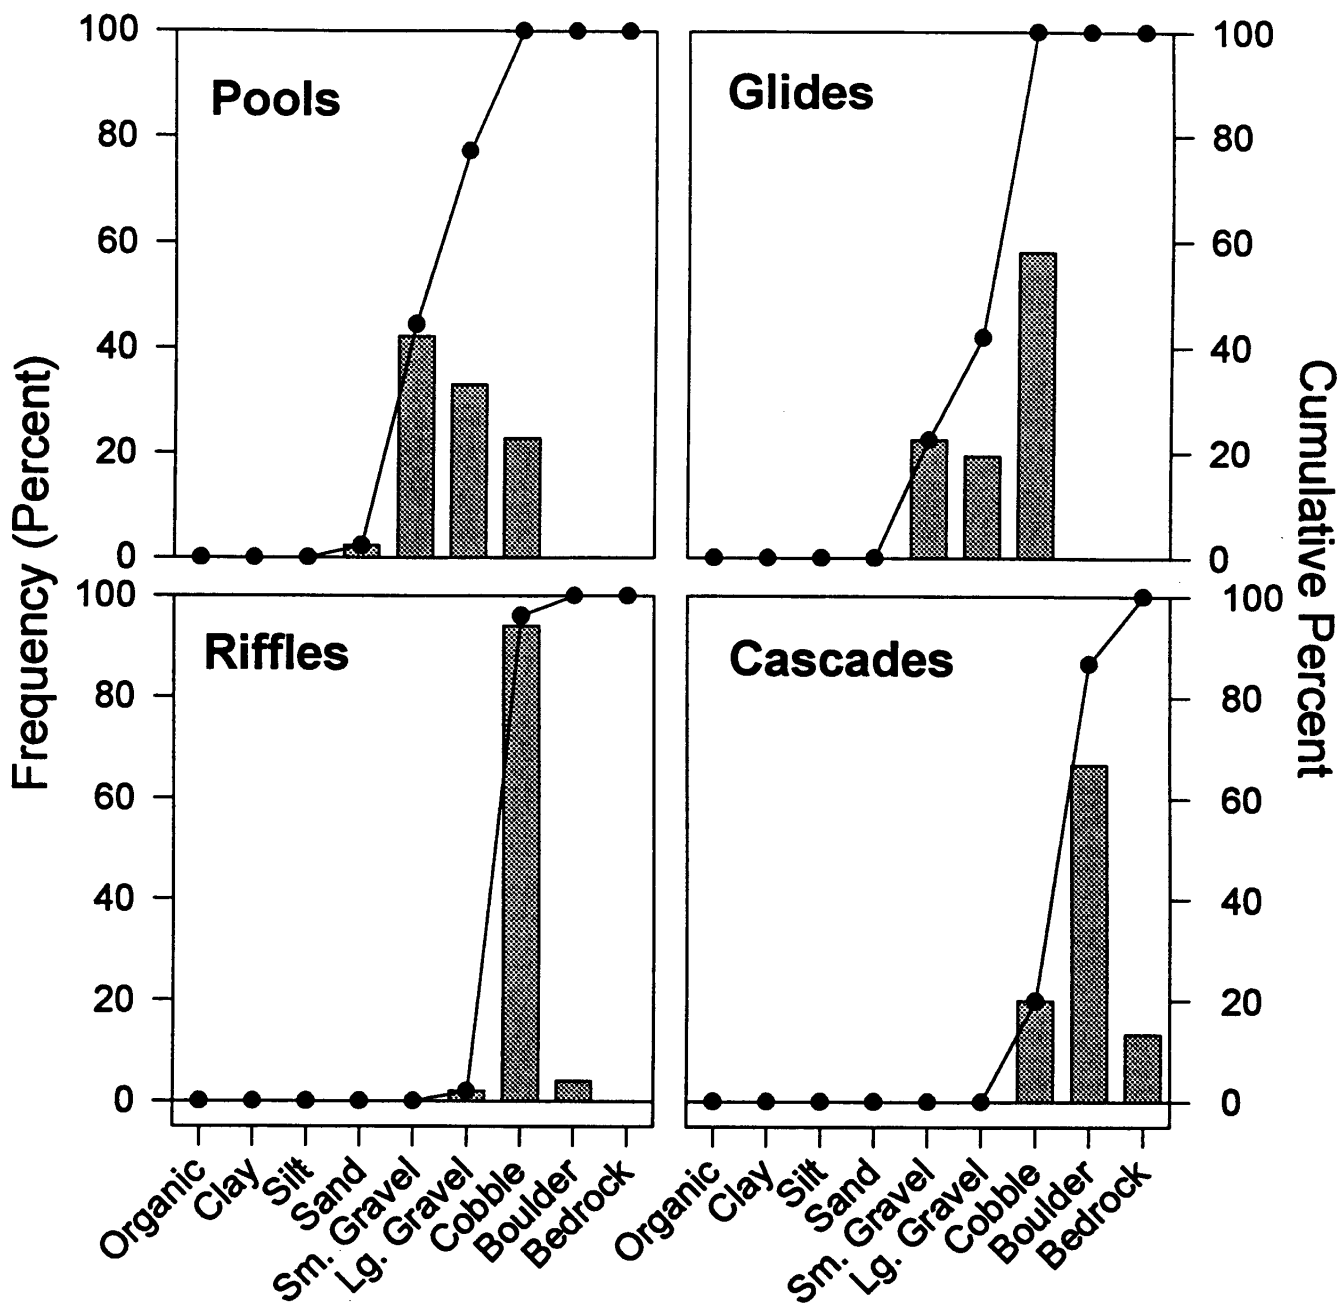 Frequency (Percent)
Cumulative Percent
Pools
100
80
60
40
20
0
Glides
100
80
60
40
20
0
Riffles
100
80
60
40
20
0
Cascades
100
80
60
40
20
0
Organic
Clay
Silt
Sand
Sm. Gravel
Lg. Gravel
Cobble
Boulder
Bedrock
Organic
Clay
Silt
Sand
Sm. Gravel
Lg. Gravel
Cobble
Boulder
Bedrock